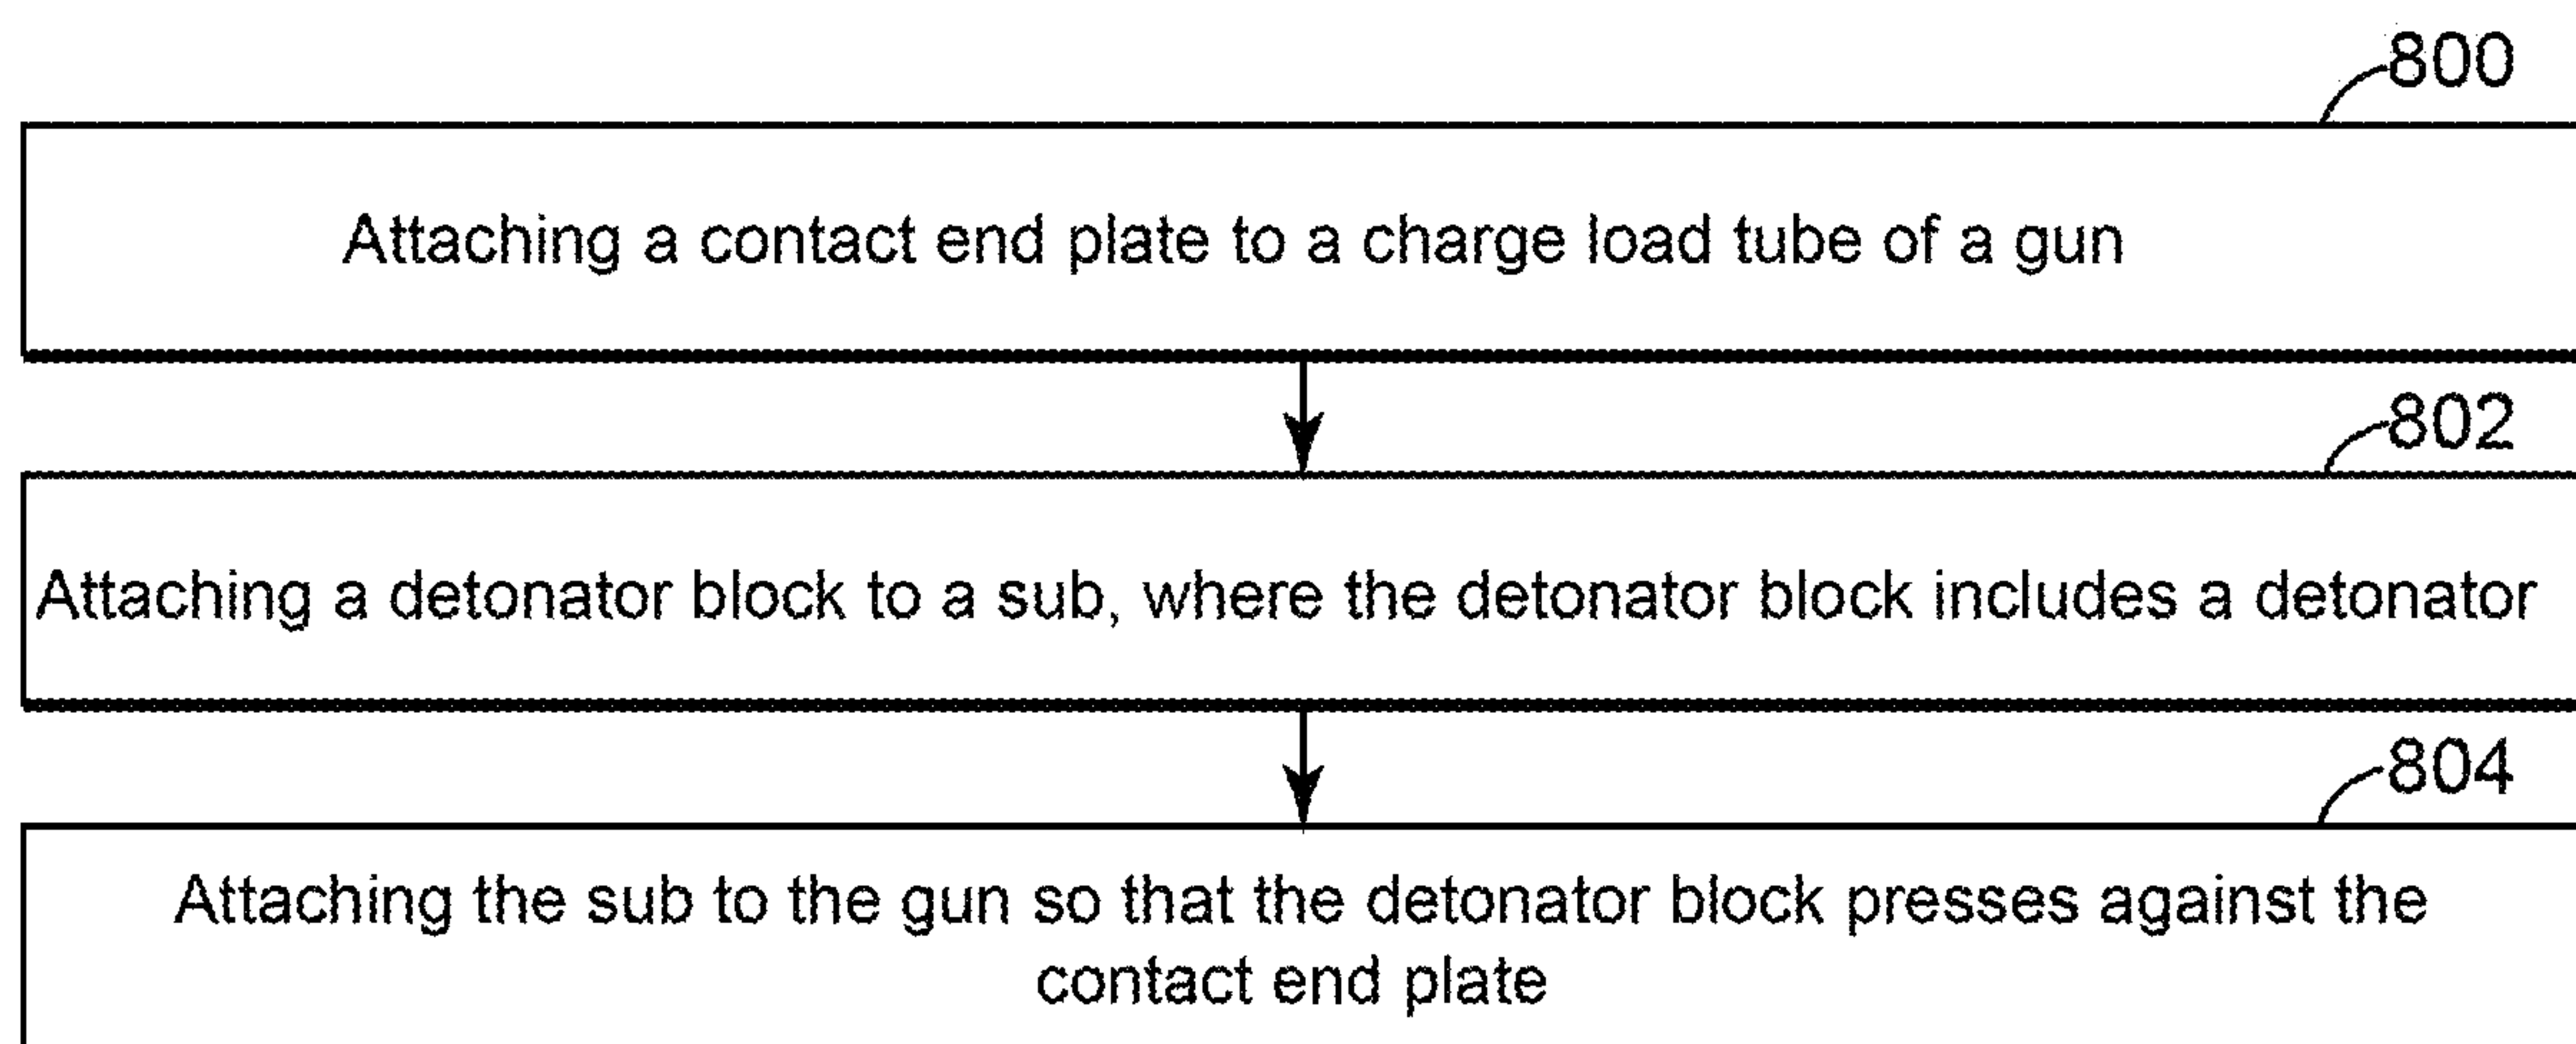 800
Attaching a contact end plate to a charge load tube of a gun
802
Attaching a detonator block to a sub, where the detonator block includes a detonator
804
Attaching the sub to the gun so that the detonator block presses against the
contact end plate